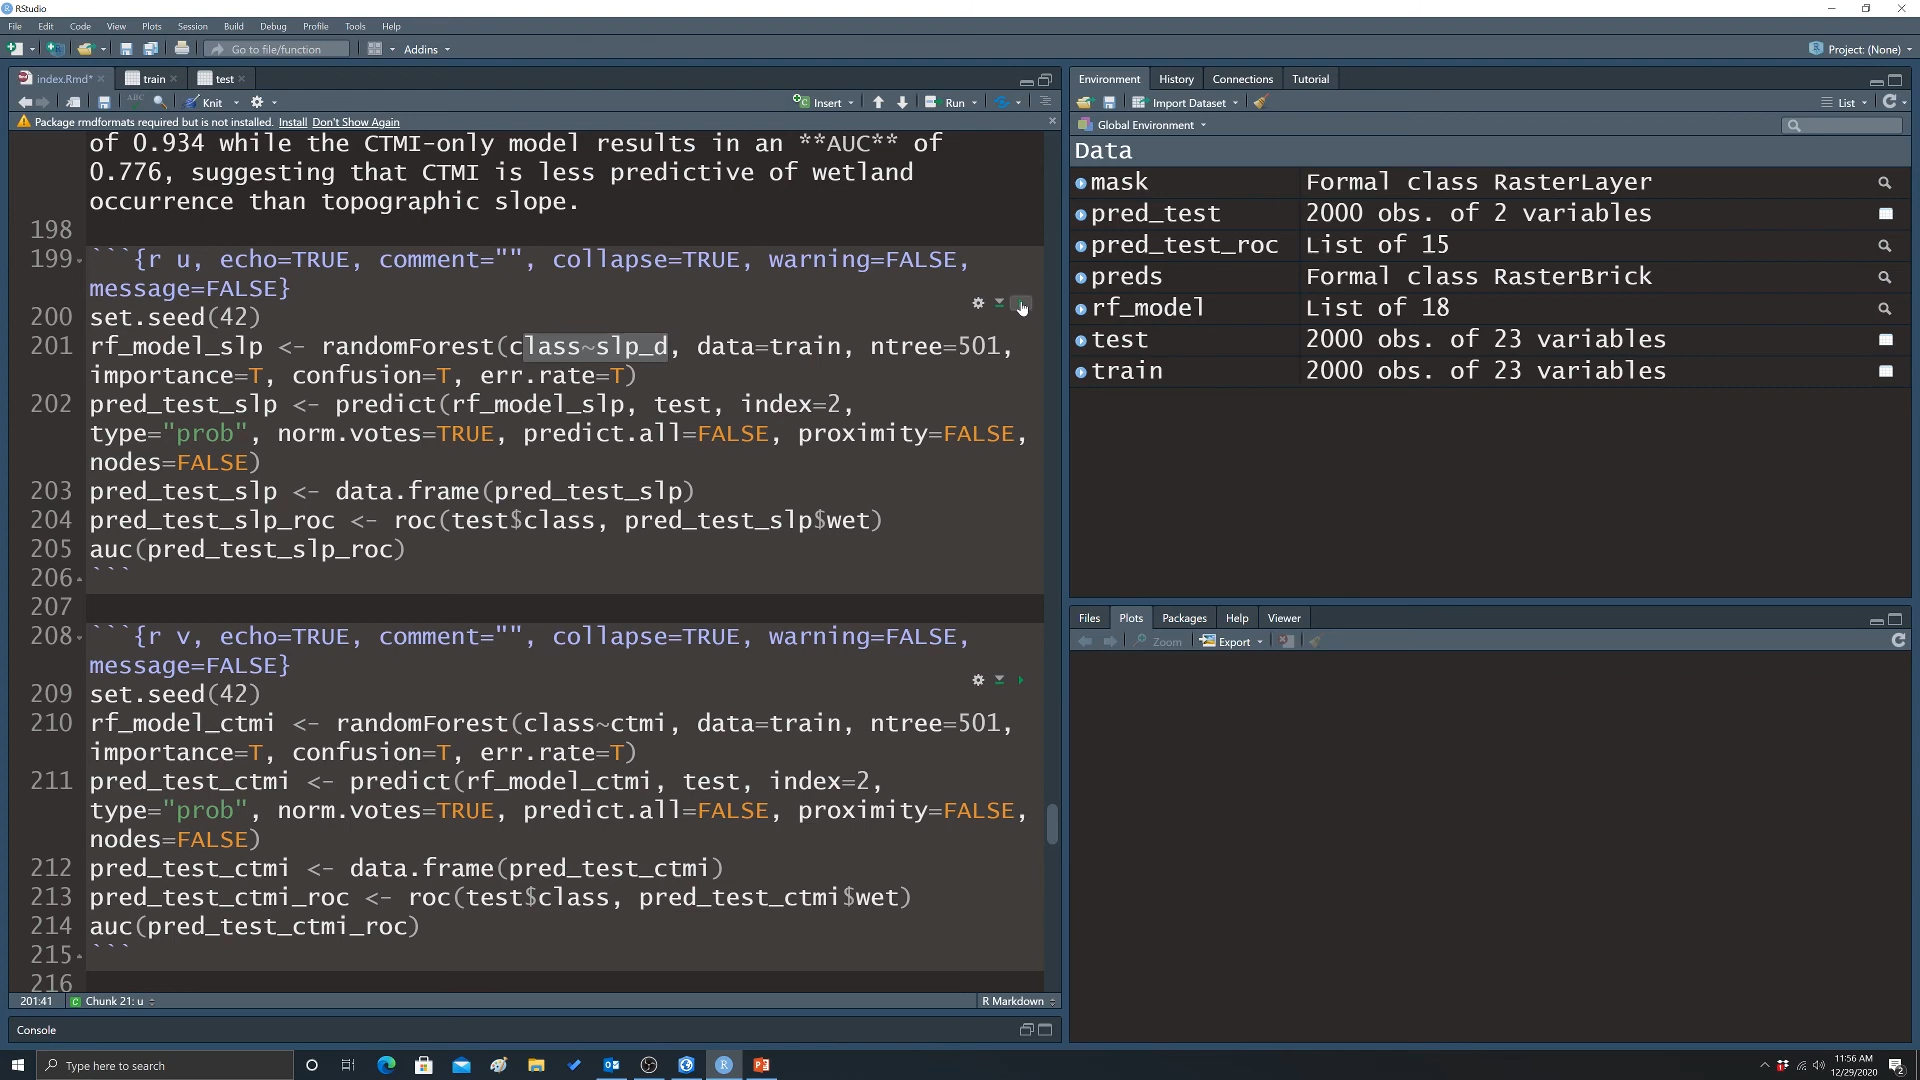 RStudio
File Edit Code View Plots Session Build Debug Profile Tools Help
Go to file/function Addins Project: (None)
index.Rmd* train test
ABC Knit Insert Run
Package rmdformats required but is not installed. Install Don't Show Again
of 0.934 while the CTMI-only model results in an **AUC** of
0.776, suggesting that CTMI is less predictive of wetland
occurrence than topographic slope.
198
199 ```{r u, echo=TRUE, comment="", collapse=TRUE, warning=FALSE,
message=FALSE}
200 set.seed(42)
201 rf_model_slp <- randomForest(class~slp_d, data=train, ntree=501,
importance=T, confusion=T, err.rate=T)
202 pred_test_slp <- predict(rf_model_slp, test, index=2,
type="prob", norm.votes=TRUE, predict.all=FALSE, proximity=FALSE,
nodes=FALSE)
203 pred_test_slp <- data.frame(pred_test_slp)
204 pred_test_slp_roc <- roc(test$class, pred_test_slp$wet)
205 auc(pred_test_slp_roc)
206 ```
207
208 ```{r v, echo=TRUE, comment="", collapse=TRUE, warning=FALSE,
message=FALSE}
209 set.seed(42)
210 rf_model_ctmi <- randomForest(class~ctmi, data=train, ntree=501,
importance=T, confusion=T, err.rate=T)
211 pred_test_ctmi <- predict(rf_model_ctmi, test, index=2,
type="prob", norm.votes=TRUE, predict.all=FALSE, proximity=FALSE,
nodes=FALSE)
212 pred_test_ctmi <- data.frame(pred_test_ctmi)
213 pred_test_ctmi_roc <- roc(test$class, pred_test_ctmi$wet)
214 auc(pred_test_ctmi_roc)
215 ```
216
201:41 C Chunk 21: u R Markdown
Console
Environment History Connections Tutorial
Import Dataset List
Global Environment
Data
mask Formal class RasterLayer
pred_test 2000 obs. of 2 variables
pred_test_roc List of 15
preds Formal class RasterBrick
rf_model List of 18
test 2000 obs. of 23 variables
train 2000 obs. of 23 variables
Files Plots Packages Help Viewer
Zoom Export
Type here to search
11:56 AM
12/29/2020
2